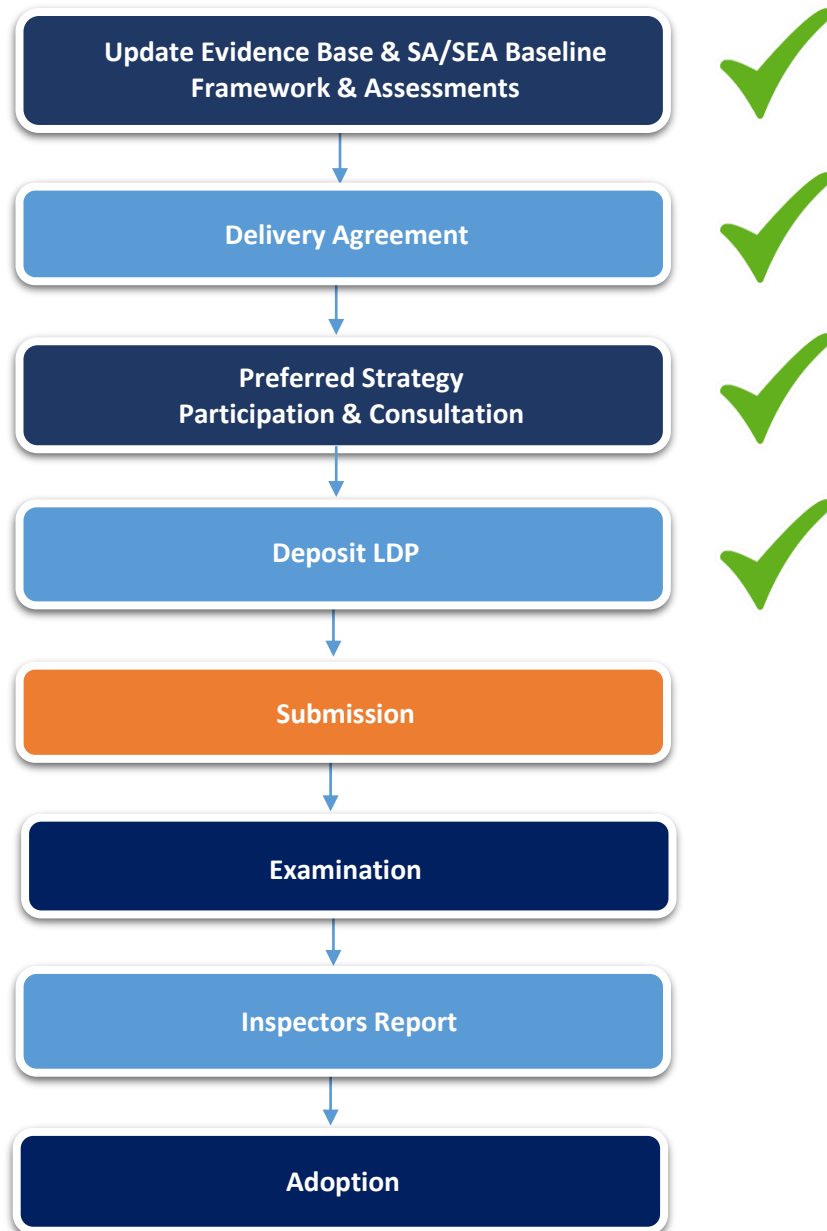 Update Evidence Base & SA/SEA Baseline
Framework & Assessments
Delivery Agreement
Preferred Strategy
Participation & Consultation
Deposit LDP
Submission
Examination
Inspectors Report
Adoption